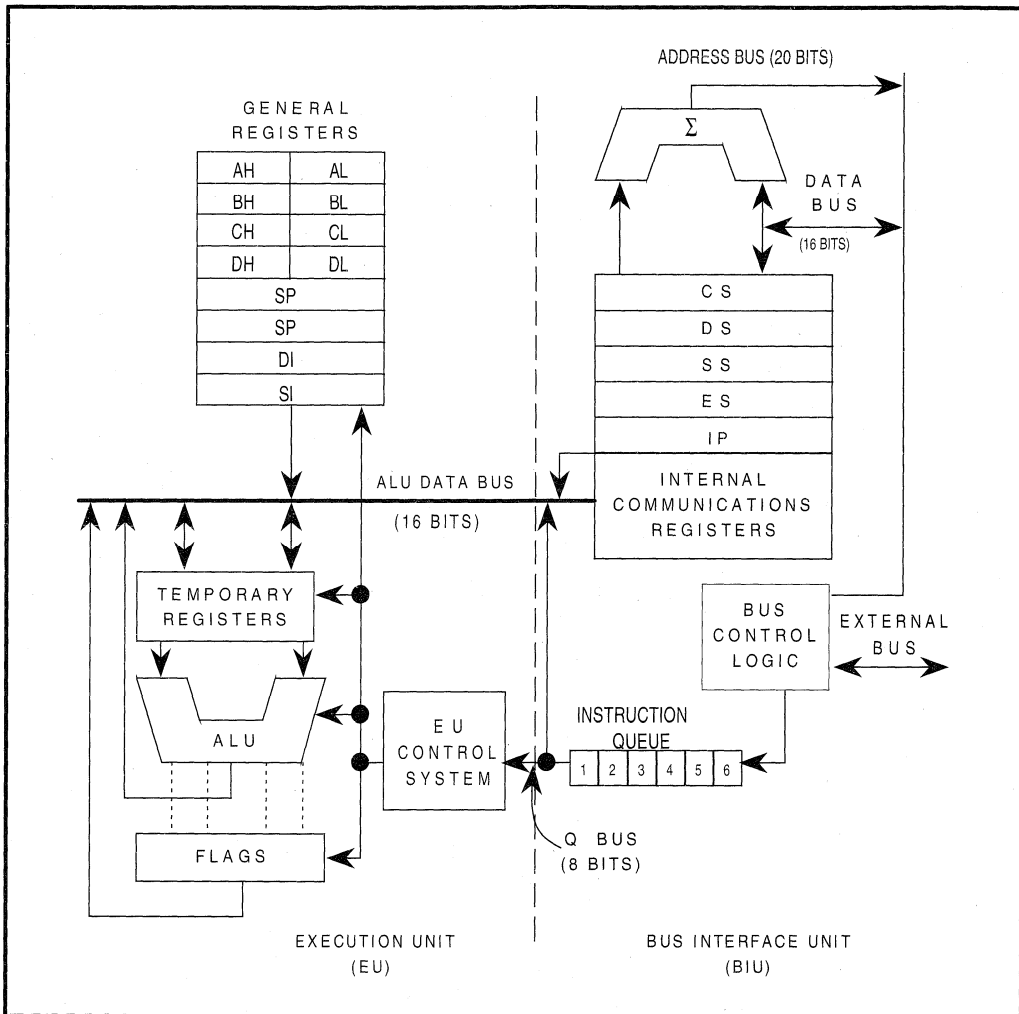 ADDRESS BUS (20 BITS)
GENERAL
REGISTERS
AH AL
BH BL
CH CL
DH DL
SP
SP
DI
SI
Σ
DATA
BUS
(16 BITS)
CS
DS
SS
ES
IP
INTERNAL
COMMUNICATIONS
REGISTERS
ALU DATA BUS
(16 BITS)
TEMPORARY
REGISTERS
ALU
FLAGS
EU
CONTROL
SYSTEM
BUS
CONTROL
LOGIC
EXTERNAL
BUS
INSTRUCTION
QUEUE
1 2 3 4 5 6
Q BUS
(8 BITS)
EXECUTION UNIT
(EU)
BUS INTERFACE UNIT
(BIU)